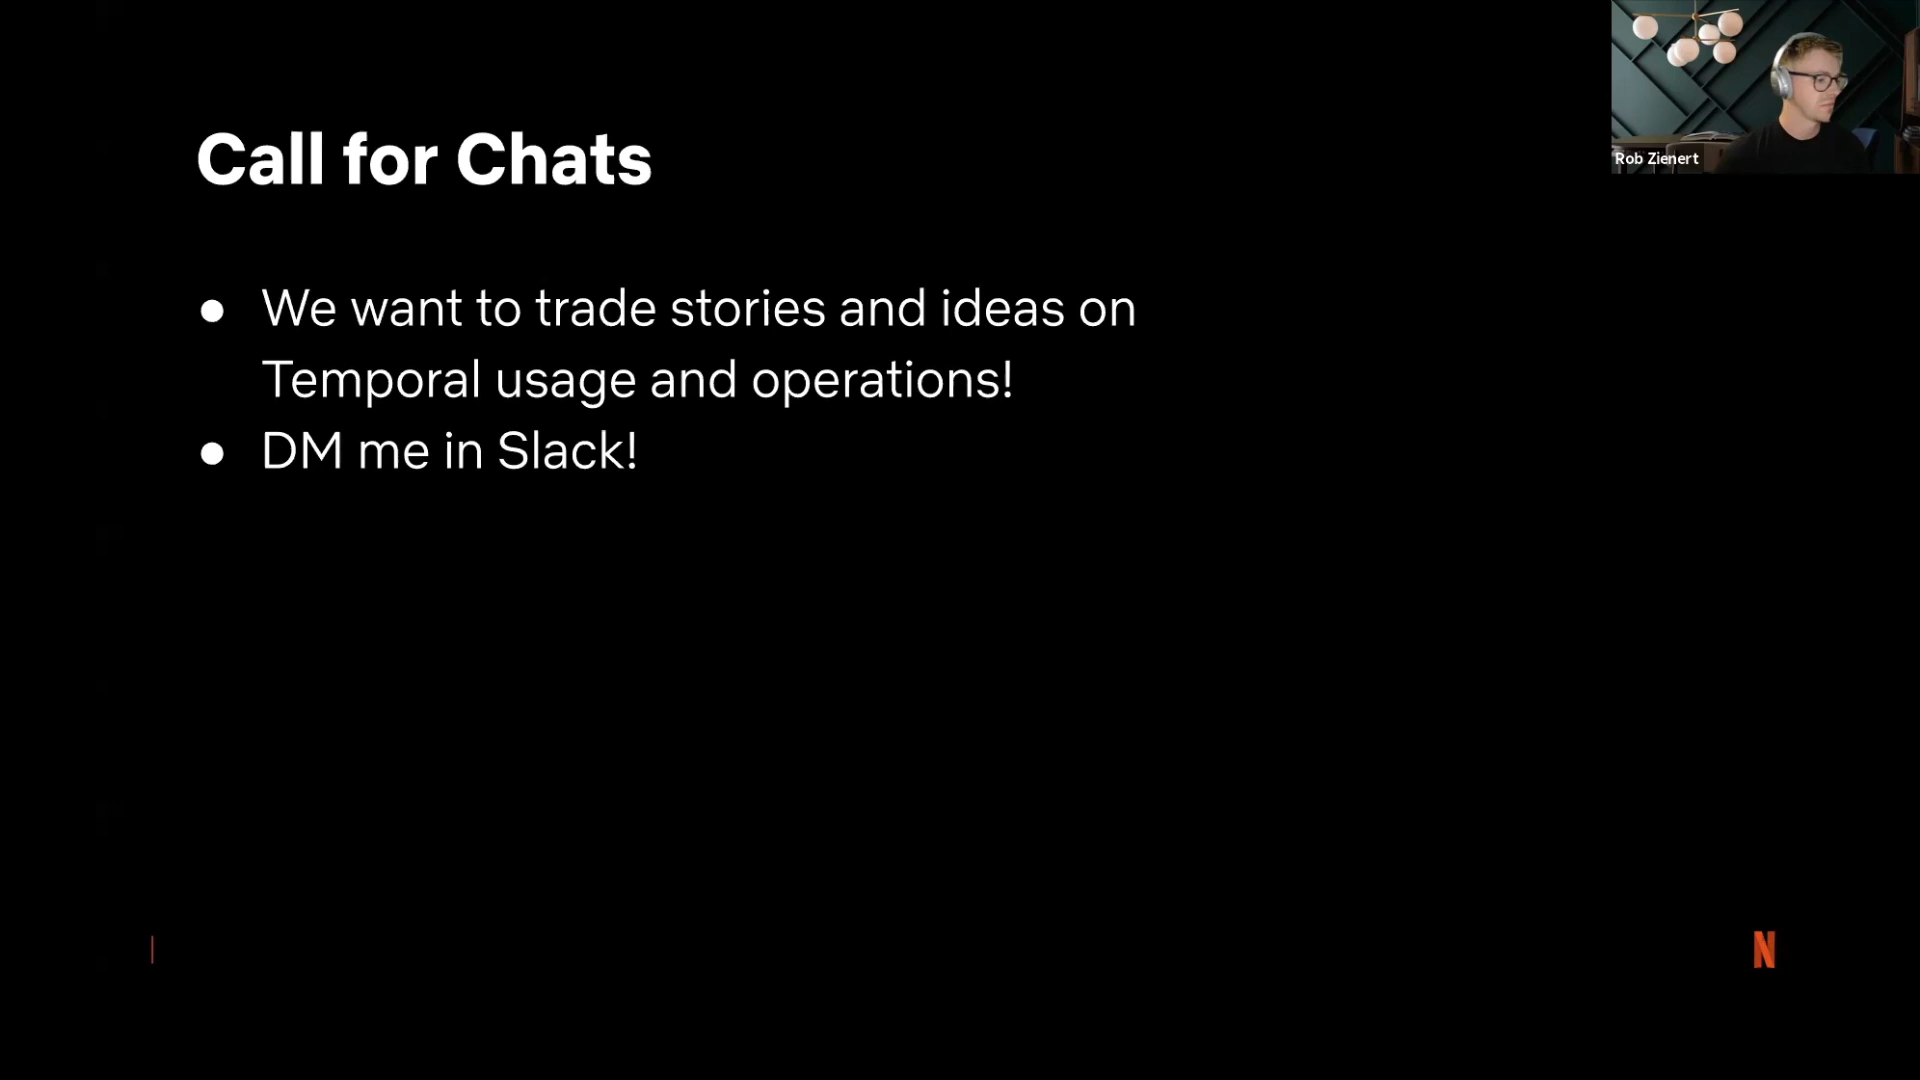 Call for Chats
Rob Zienert
● We want to trade stories and ideas on
Temporal usage and operations!
● DM me in Slack!
N